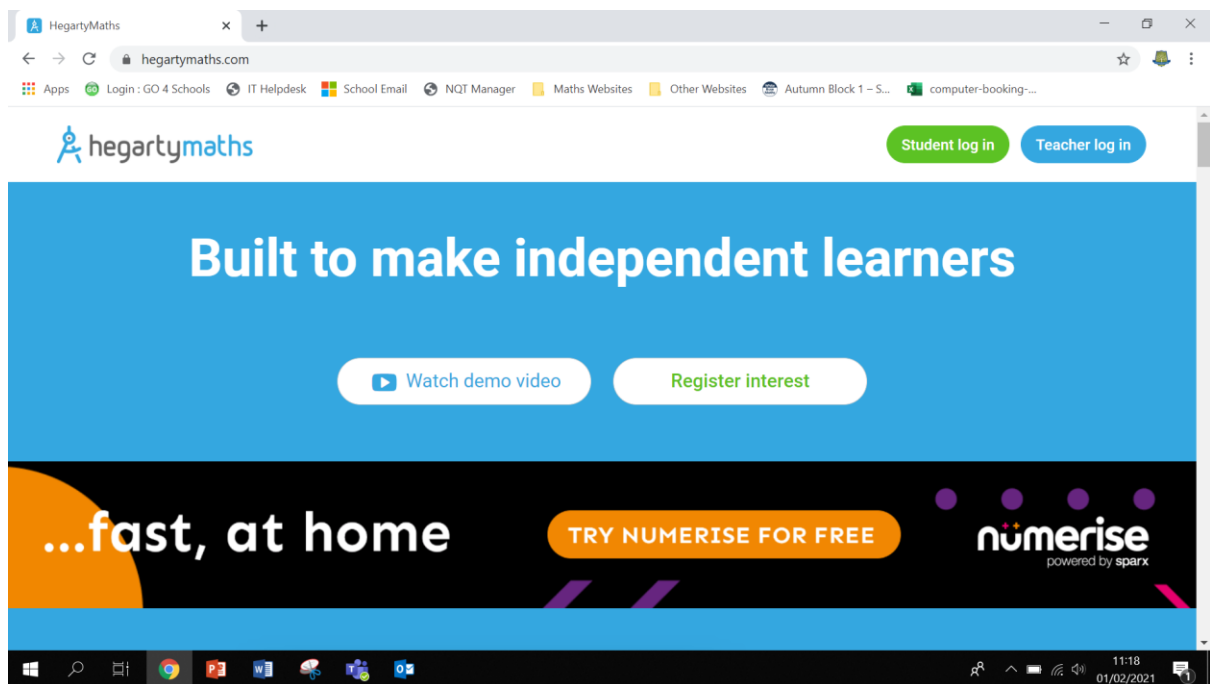 HegartyMaths
hegartymaths.com
Apps
GO Login : GO 4 Schools
IT Helpdesk
School Email
NQT Manager
Maths Websites
Other Websites
Autumn Block 1 – S...
computer-booking-...
hegartymaths
Student log in
Teacher log in
Built to make independent learners
Watch demo video
Register interest
...fast, at home
TRY NUMERISE FOR FREE
numerise
powered by sparx
11:18
01/02/2021
1